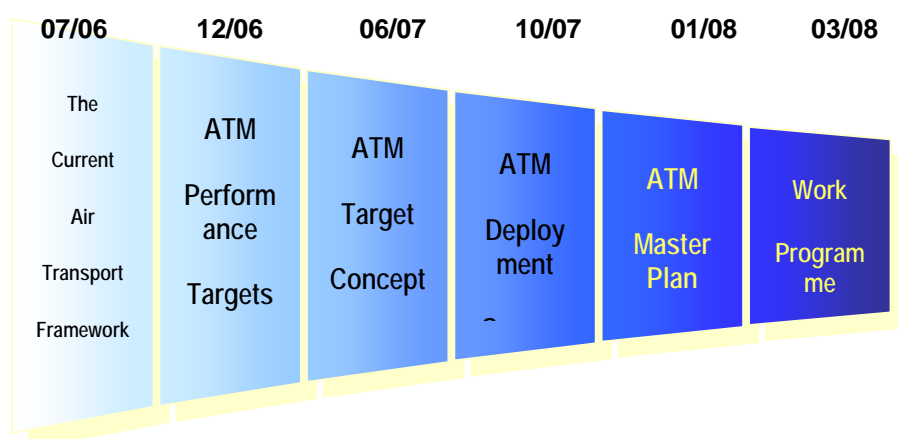 07/06 12/06 06/07 10/07 01/08 03/08
The
Current
Air
Transport
Framework
ATM
Perform
ance
Targets
ATM
Target
Concept
ATM
Deploy
ment
ATM
Master
Plan
Work
Program
me